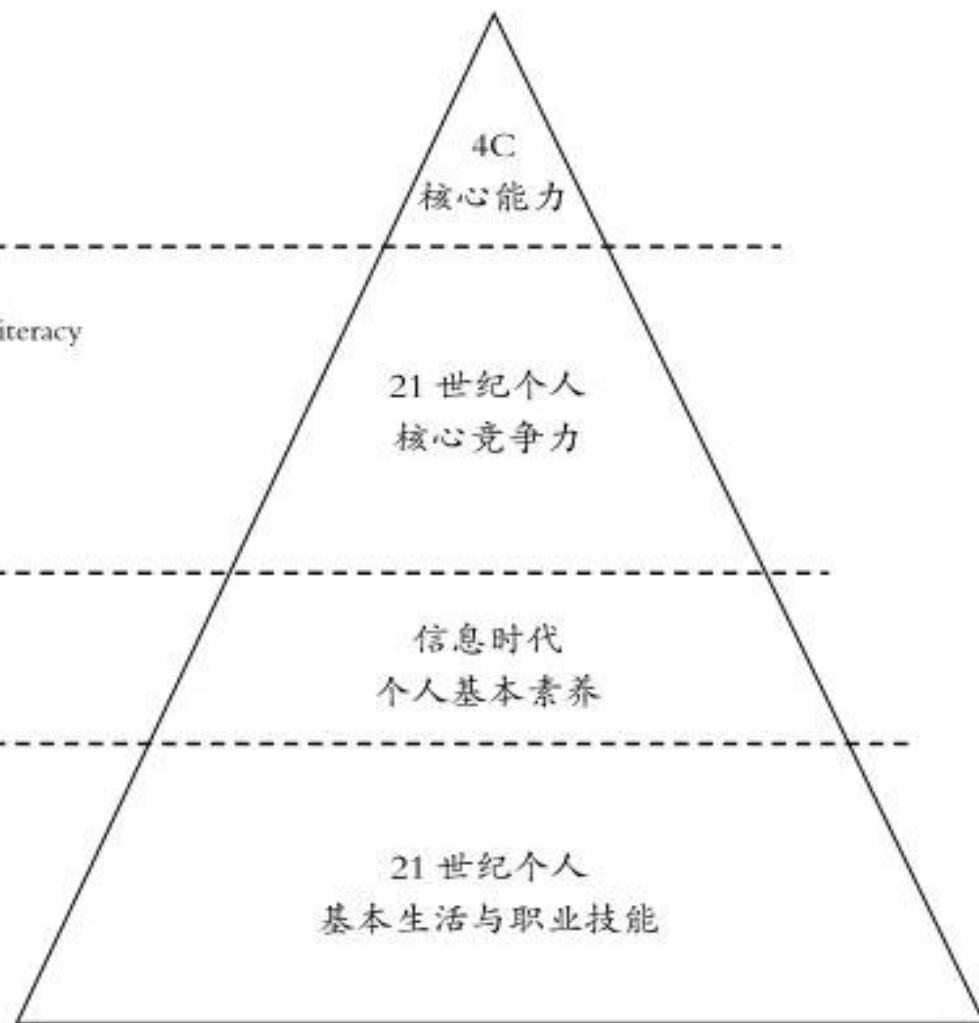 4C
核心能力
iteracy
21 世纪个人
核心竞争力
信息时代
个人基本素养
21 世纪个人
基本生活与职业技能